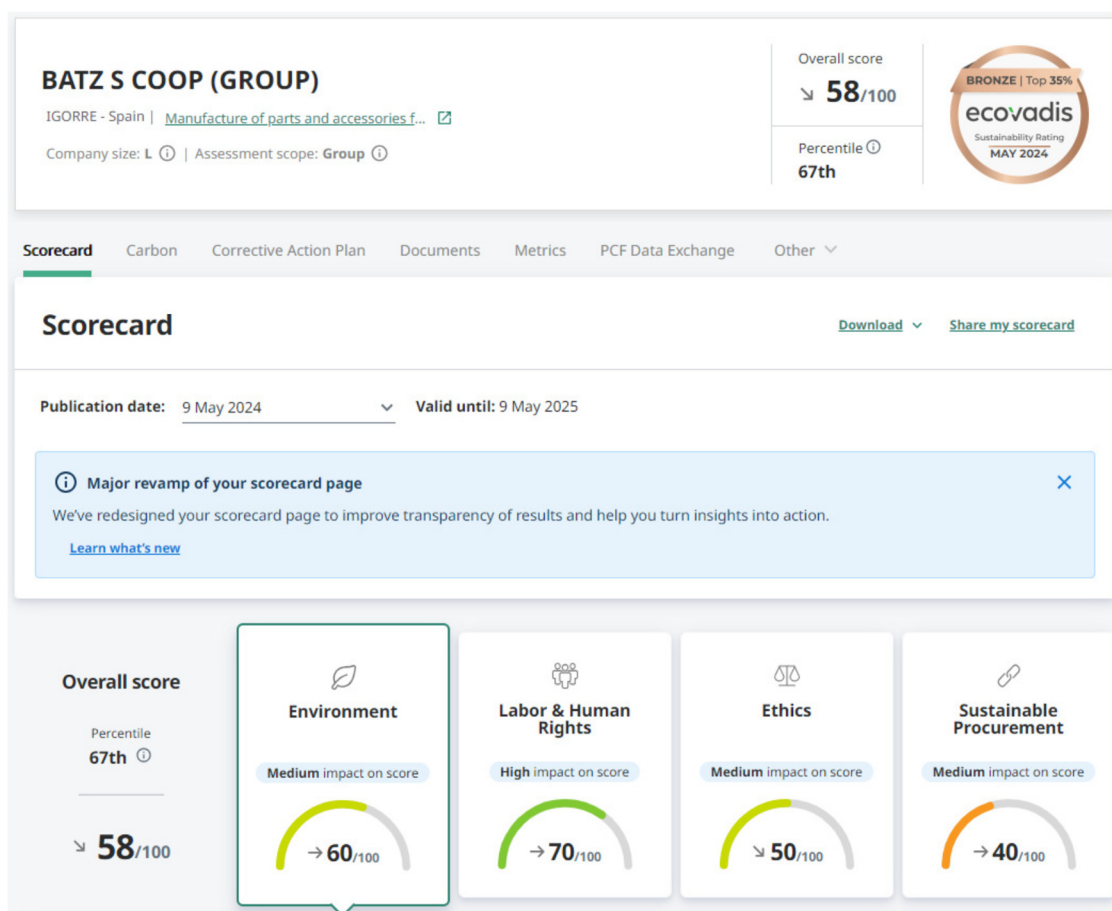 BATZ S COOP (GROUP)
IGORRE - Spain | Manufacture of parts and accessories f...
Company size: L | Assessment scope: Group
Overall score
58/100
Percentile
67th
BRONZE | Top 35%
ecovadis
Sustainability Rating
MAY 2024
Scorecard Carbon Corrective Action Plan Documents Metrics PCF Data Exchange Other
Scorecard
Download Share my scorecard
Publication date: 9 May 2024 Valid until: 9 May 2025
Major revamp of your scorecard page
We've redesigned your scorecard page to improve transparency of results and help you turn insights into action.
Learn what's new
Overall score
Percentile
67th
58/100
Environment
Medium impact on score
60/100
Labor & Human
Rights
High impact on score
70/100
Ethics
Medium impact on score
50/100
Sustainable
Procurement
Medium impact on score
40/100